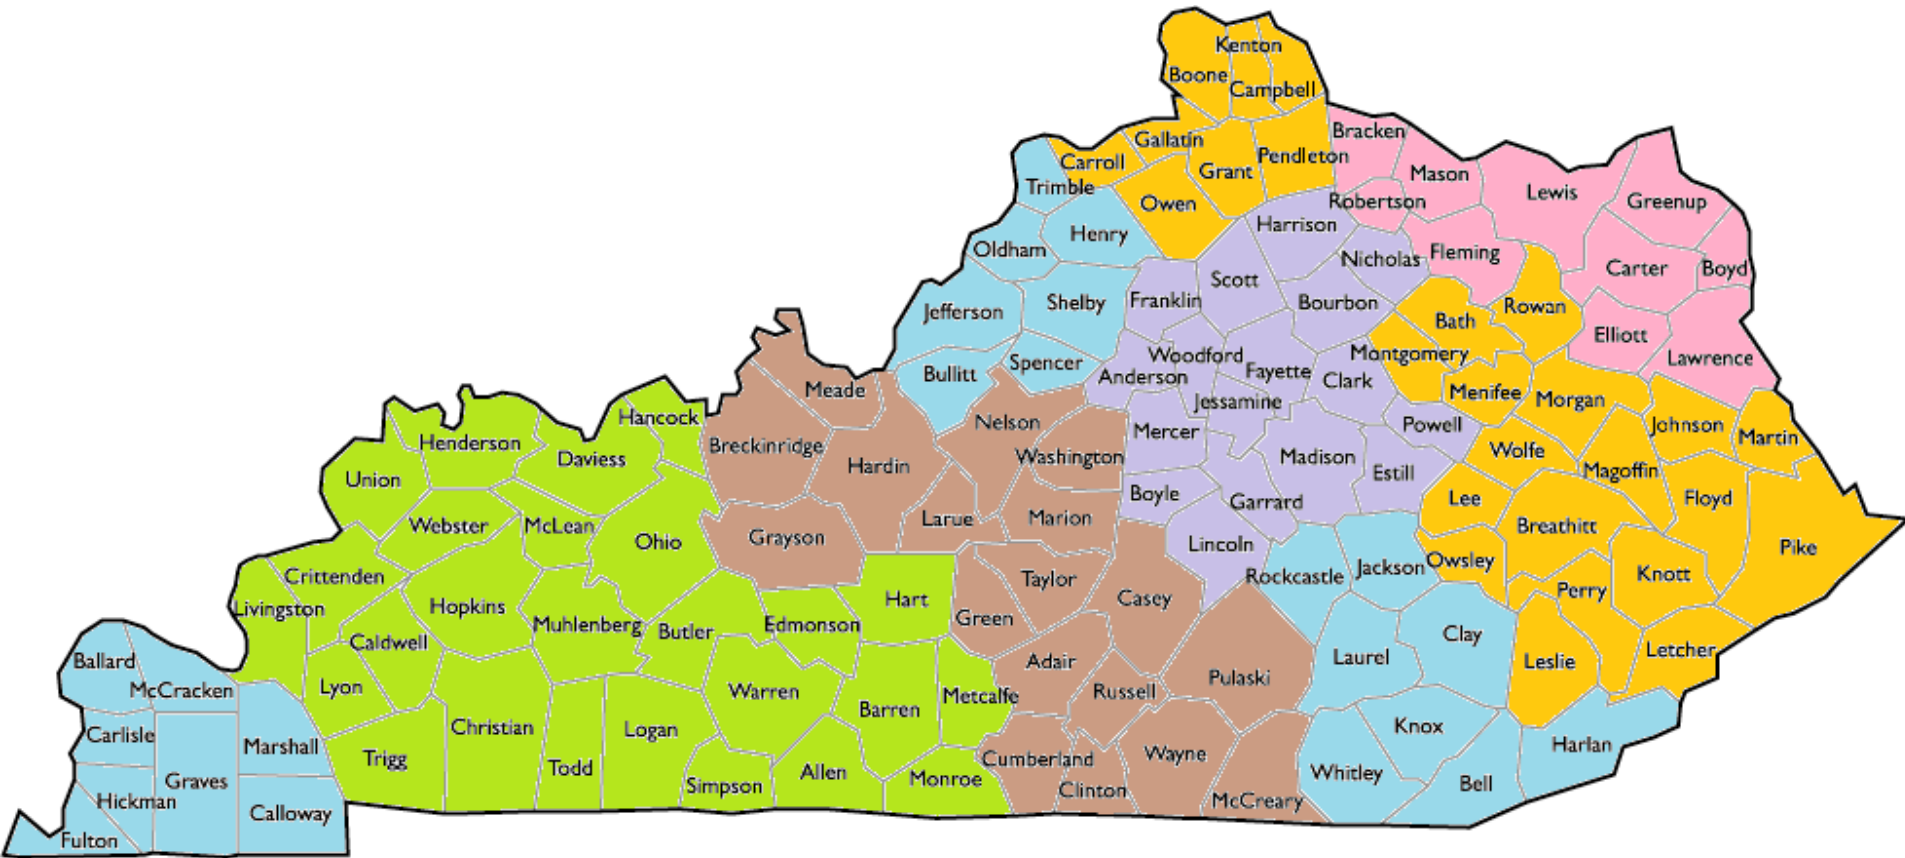 Kenton
Boone
Campbell
Bracken
Gallatin
Pendleton
Carroll
Grant
Mason
Trimble
Lewis
Robertson
Greenup
Owen
Harrison
Henry
Oldham
Fleming
Nicholas
Carter
Boyd
Scott
Franklin
Shelby
Bourbon
Rowan
Jefferson
Bath
Elliott
Woodford
Montgomery
Lawrence
Spencer
Fayette
Bullitt
Anderson
Clark
Meade
Menifee
Morgan
Jessamine
Hancock
Nelson
Powell
Johnson
Mercer
Martin
Henderson
Breckinridge
Wolfe
Daviess
Washington
Madison
Hardin
Magoffin
Estill
Union
Boyle
Lee
Floyd
Garrard
Larue
Marion
Webster
McLean
Breathitt
Grayson
Ohio
Lincoln
Pike
Owsley
Jackson
Knott
Rockcastle
Crittenden
Taylor
Perry
Casey
Hart
Hopkins
Livingston
Green
Muhlenberg
Edmonson
Butler
Clay
Caldwell
Letcher
Laurel
Ballard
Adair
Leslie
Pulaski
Lyon
McCracken
Warren
Russell
Metcalfe
Barren
Christian
Knox
Logan
Carlisle
Marshall
Harlan
Wayne
Trigg
Cumberland
Todd
Allen
Whitley
Monroe
Graves
Bell
Simpson
Clinton
Hickman
McCreary
Calloway
Fulton